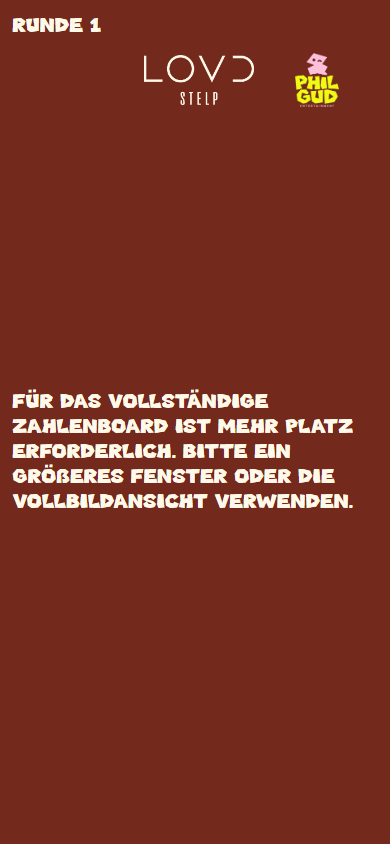 RUNDE 1
LOVD
STELP
PHIL
GUD
ENTERTAINMENT
FÜR DAS VOLLSTÄNDIGE
ZAHLENBOARD IST MEHR PLATZ
ERFORDERLICH. BITTE EIN
GRÖßERES FENSTER ODER DIE
VOLLBILDANSICHT VERWENDEN.